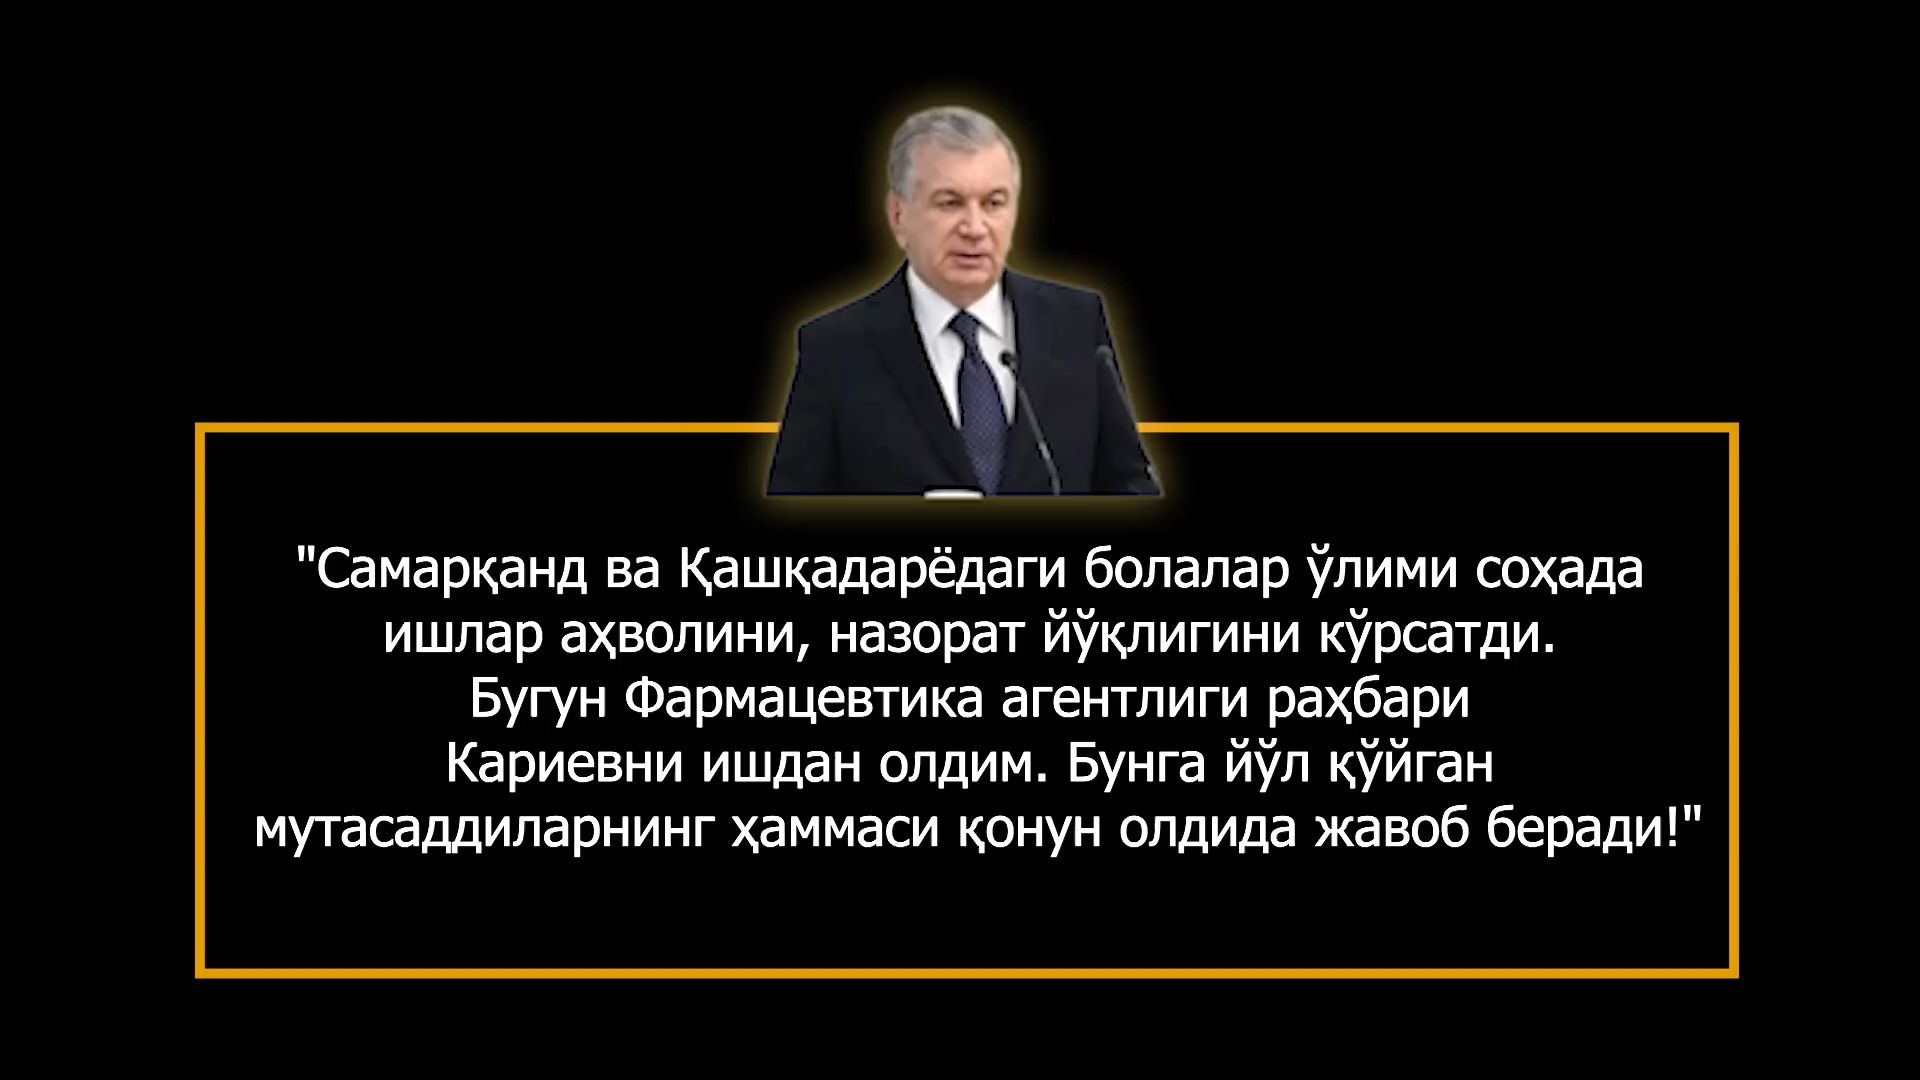 "Самарқанд ва Қашқадарёдаги болалар ўлими соҳада
ишлар аҳволини, назорат йўқлигини кўрсатди.
Бугун Фармацевтика агентлиги раҳбари
Кариевни ишдан олдим. Бунга йўл қўйган
мутасаддиларнинг ҳаммаси қонун олдида жавоб беради!"